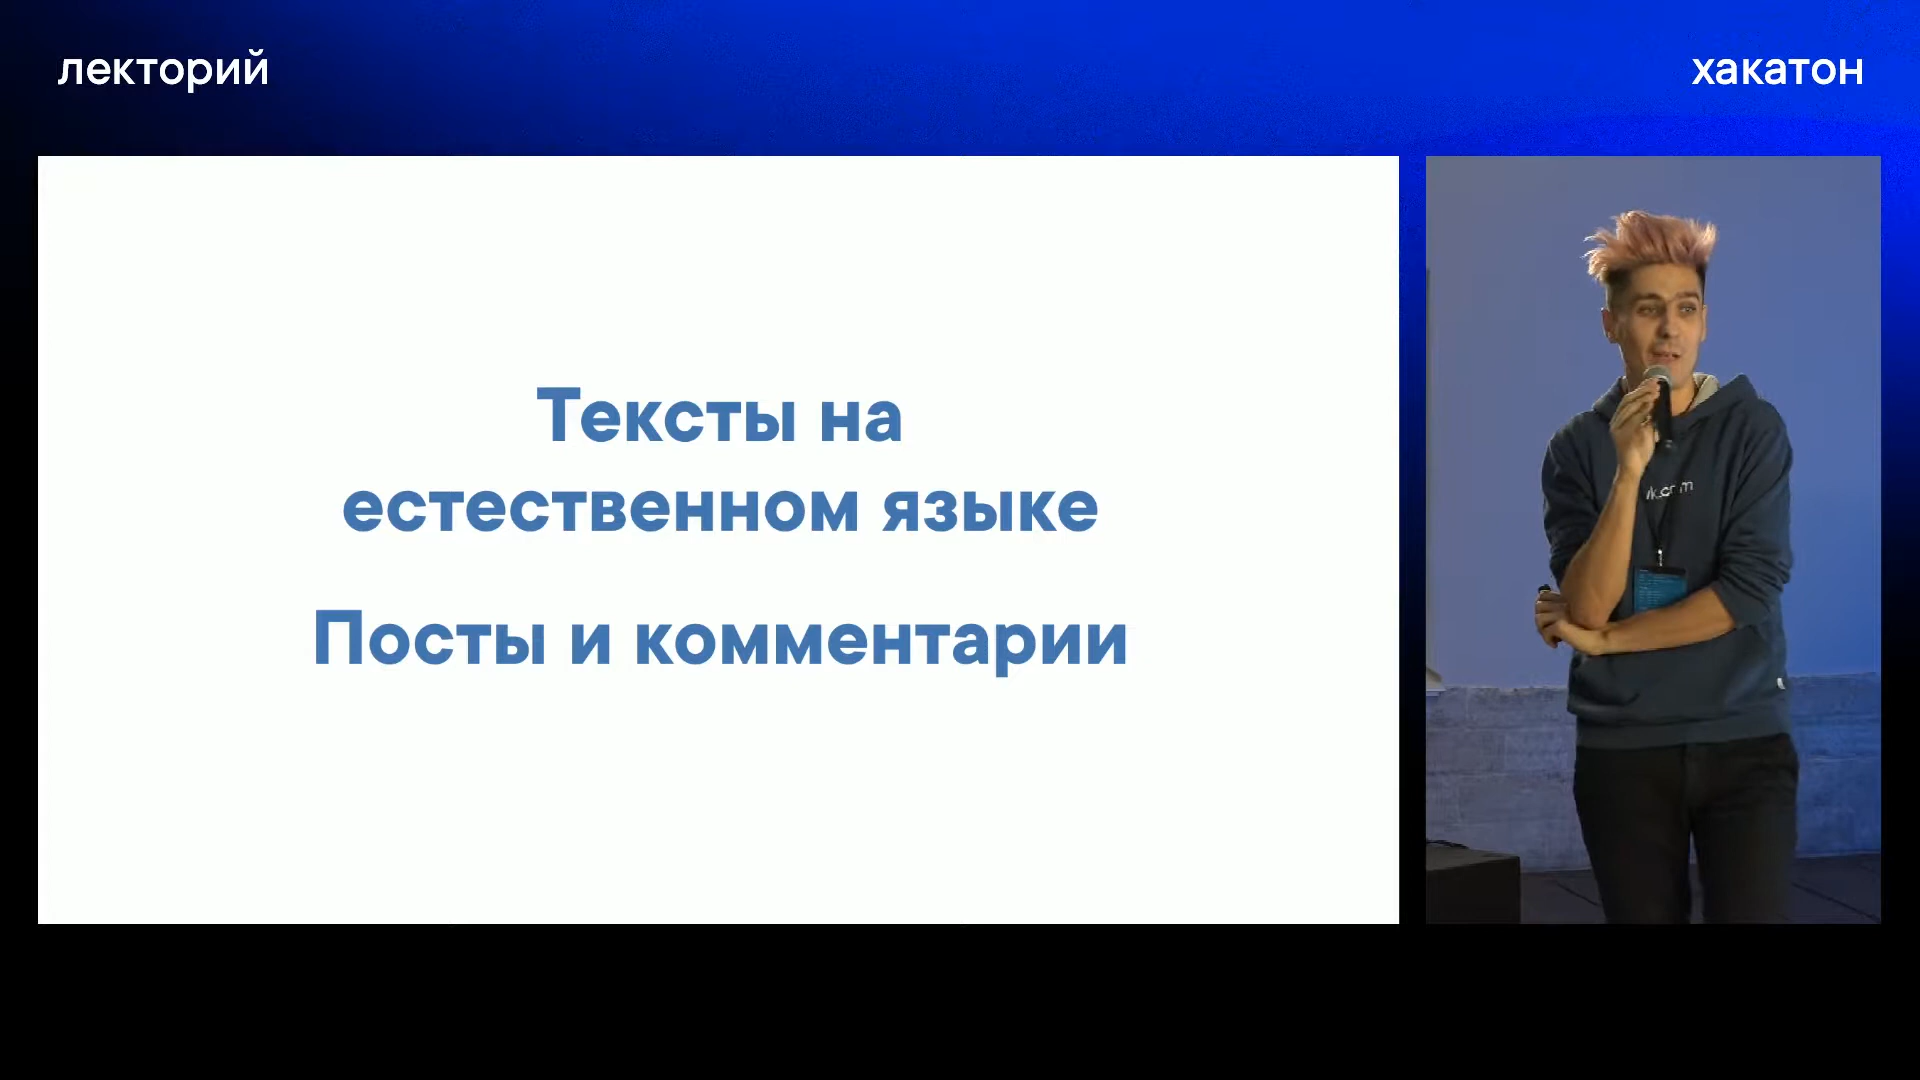 лекторий
хакатон
Тексты на
естественном языке
Посты и комментарии